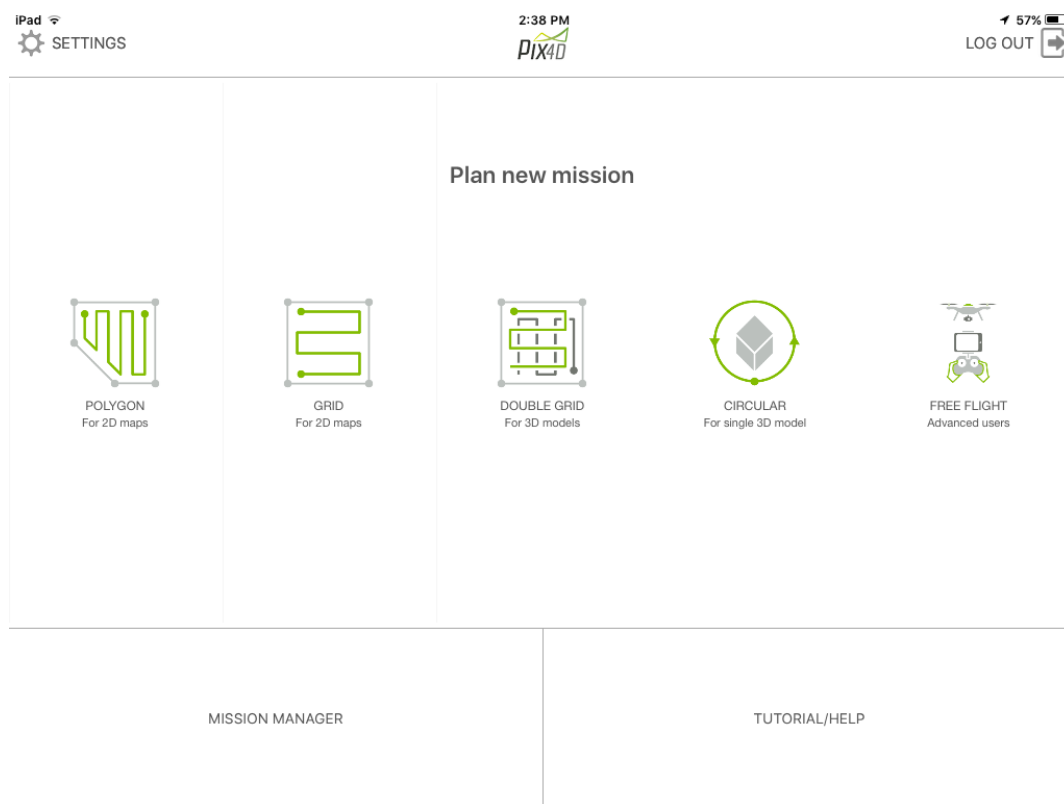 iPad 2:38 PM 57%
SETTINGS
PIX4D
LOG OUT
Plan new mission
POLYGON
For 2D maps
GRID
For 2D maps
DOUBLE GRID
For 3D models
CIRCULAR
For single 3D model
FREE FLIGHT
Advanced users
MISSION MANAGER
TUTORIAL/HELP